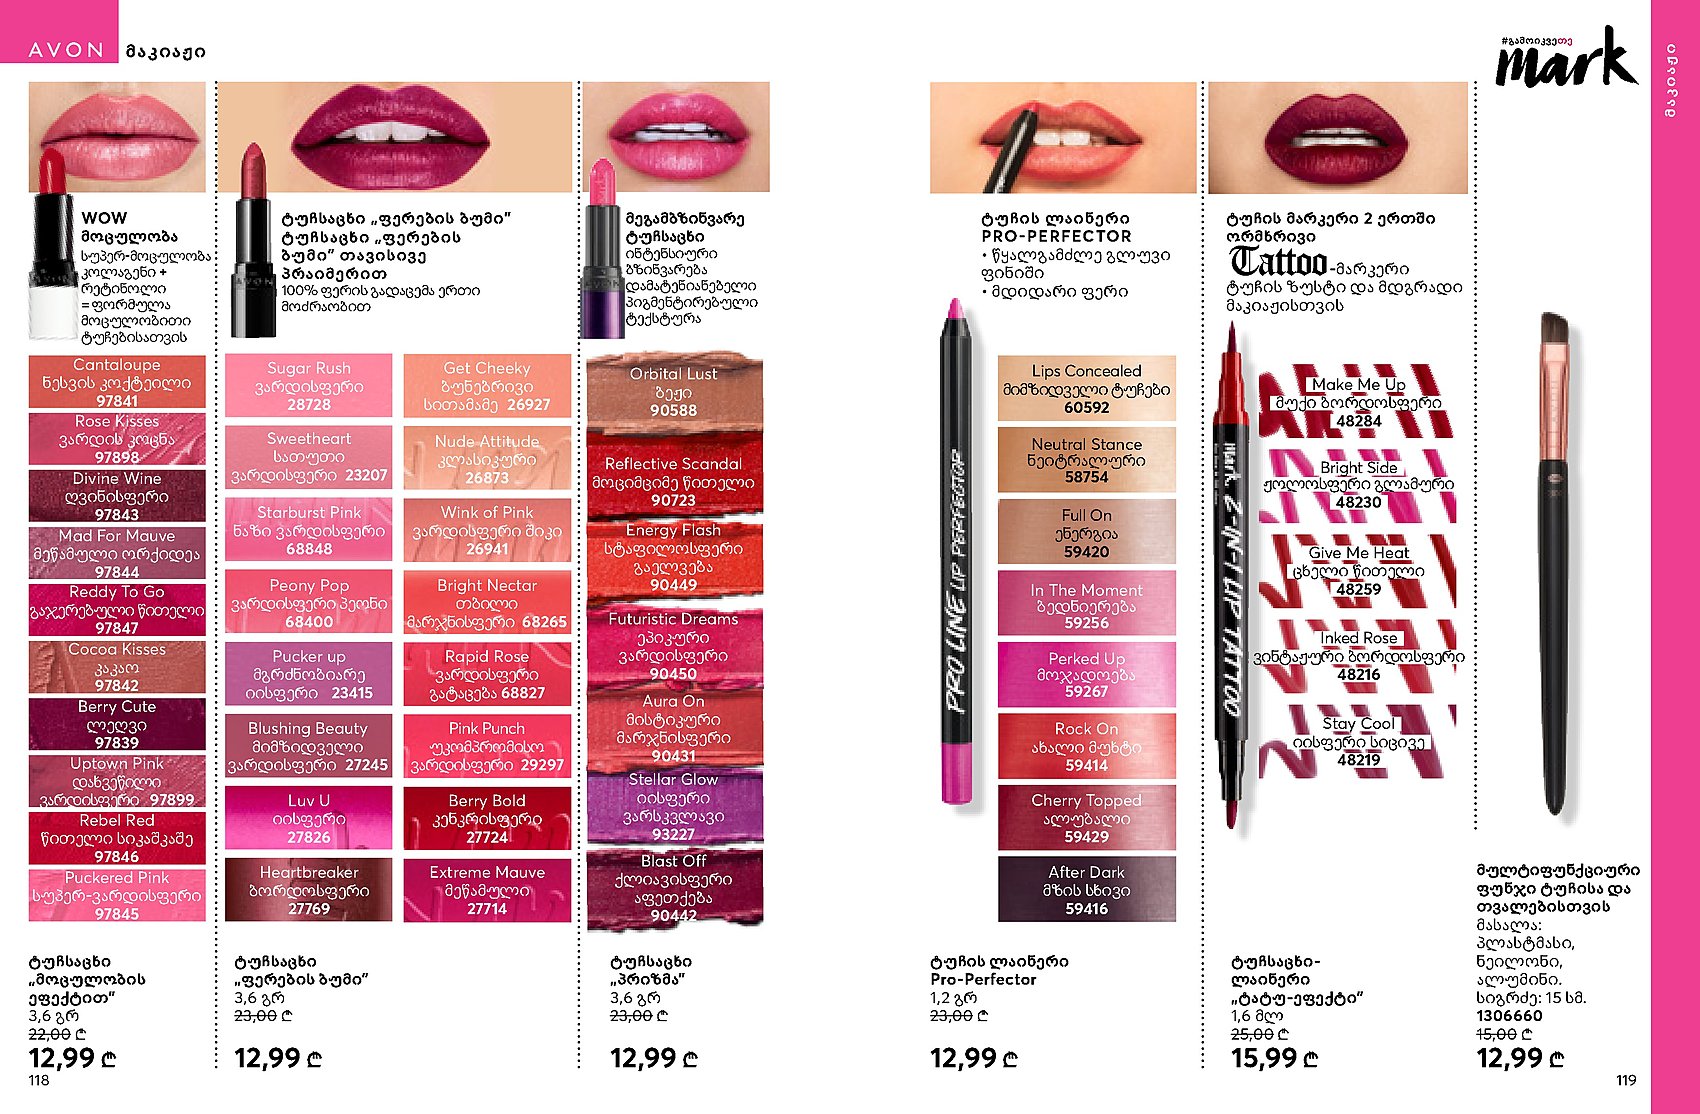 AVON მაკიაჟი
#გამოიკვეთე
mark
მაკიაჟი
WOW
მოცულობა
სუპერ-მოცულობა
კოლაგენი +
რეტინოლი
=ფორმულა
მოცულობითი
ტუჩებისათვის
Cantaloupe
ნესვის კოქტეილი
97841
Rose Kisses
ვარდის კოცნა
97898
Divine Wine
ღვინისფერი
97843
Mad For Mauve
მეწამული ორქიდეა
97844
Reddy To Go
გაჯერებული წითელი
97847
Cocoa Kisses
კაკაო
97842
Berry Cute
ლეღვი
97839
Uptown Pink
დახვეწილი
ვარდისფერი 97899
Rebel Red
წითელი სიკაშკაშე
97846
Puckered Pink
სუპერ-ვარდისფერი
97845
ტუჩსაცხი
„მოცულობის
ეფექტით“
3,6 გრ
22,00 ₾
12,99 ₾
118
ტუჩსაცხი „ფერების ბუმი“
ტუჩსაცხი „ფერების
ბუმი“ თავისივე
პრაიმერით
100% ფერის გადაცემა ერთი
მოძრაობით
Sugar Rush
ვარდისფერი
28728
Sweetheart
სათუთი
ვარდისფერი 23207
Starburst Pink
ნაზი ვარდისფერი
68848
Peony Pop
ვარდისფერი პეონი
68400
Pucker up
მგრძნობიარე
იისფერი 23415
Blushing Beauty
მიმზიდველი
ვარდისფერი 27245
Luv U
იისფერი
27826
Heartbreaker
ბორდოსფერი
27769
Get Cheeky
ბუნებრივი
სითამამე 26927
Nude Attitude
კლასიკური
26873
Wink of Pink
ვარდისფერი შიკი
26941
Bright Nectar
თბილი
მარჯნისფერი 68265
Rapid Rose
ვარდისფერი
გატაცება 68827
Pink Punch
უკომპრომისო
ვარდისფერი 29297
Berry Bold
კენკრისფერი
27724
Extreme Mauve
მეწამული
27714
ტუჩსაცხი
„ფერების ბუმი“
3,6 გრ
23,00 ₾
12,99 ₾
მეგამბზინვარე
ტუჩსაცხი
ინტენსიური
ბზინვარება
დამატენიანებელი
პიგმენტირებული
ტექსტურა
Orbital Lust
ბეჟი
90588
Reflective Scandal
მოციმციმე წითელი
90723
Energy Flash
სტაფილოსფერი
გაელვება
90449
Futuristic Dreams
ეპიკური
ვარდისფერი
90450
Aura On
მისტიკური
მარჯნისფერი
90431
Stellar Glow
იისფერი
ვარსკვლავი
93227
Blast Off
ქლიავისფერი
აფეთქება
90442
ტუჩსაცხი
„პრიზმა“
3,6 გრ
23,00 ₾
12,99 ₾
ტუჩის ლაინერი
PRO-PERFECTOR
• წყალგამძლე გლუვი
ფინიში
• მდიდარი ფერი
PRO LINE LIP PERFECTOR
Lips Concealed
მიმზიდველი ტუჩები
60592
Neutral Stance
ნეიტრალური
58754
Full On
ენერგია
59420
In The Moment
ბედნიერება
59256
Perked Up
მოჯადოება
59267
Rock On
ახალი მუხტი
59414
Cherry Topped
ალუბალი
59429
After Dark
მზის სხივი
59416
ტუჩის ლაინერი
Pro-Perfector
1,2 გრ
23,00 ₾
12,99 ₾
ტუჩის მარკერი 2 ერთში
ორმხრივი
Tattoo-მარკერი
ტუჩის ზუსტი და მდგრადი
მაკიაჟისთვის
mark. 2-IN-1 LIP TATTOO
Make Me Up
მუქი ბორდოსფერი
48284
Bright Side
ჟოლოსფერი გლამური
48230
Give Me Heat
ცხელი წითელი
48259
Inked Rose
ვინტაჟური ბორდოსფერი
48216
Stay Cool
იისფერი სიცივე
48219
ტუჩსაცხი-
ლაინერი
„ტატუ-ეფექტი“
1,6 მლ
25,00 ₾
15,99 ₾
მულტიფუნქციური
ფუნჯი ტუჩისა და
თვალებისთვის
მასალა:
პლასტმასი,
ნეილონი,
ალუმინი.
სიგრძე: 15 სმ.
1306660
15,00 ₾
12,99 ₾
119